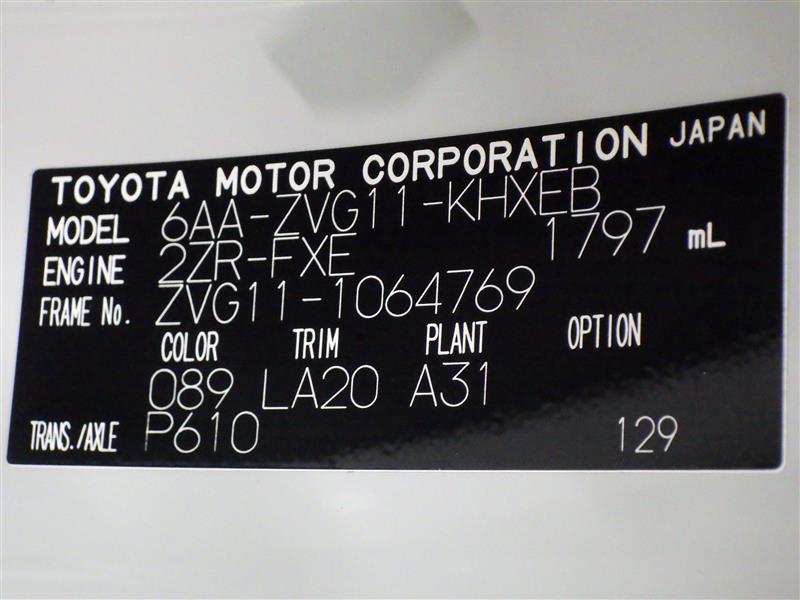 TOYOTA MOTOR CORPORATION JAPAN
MODEL 6AA-ZVG11-KHXEB
ENGINE 2ZR-FXE 1797 mL
FRAME No. ZVG11-1064769
COLOR TRIM PLANT OPTION
089 LA20 A31
TRANS./AXLE P610 129